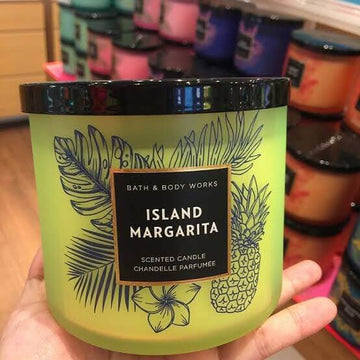 BATH & BODY WORKS
ISLAND
MARGARITA
SCENTED CANDLE
CHANDELLE PARFUMÉE